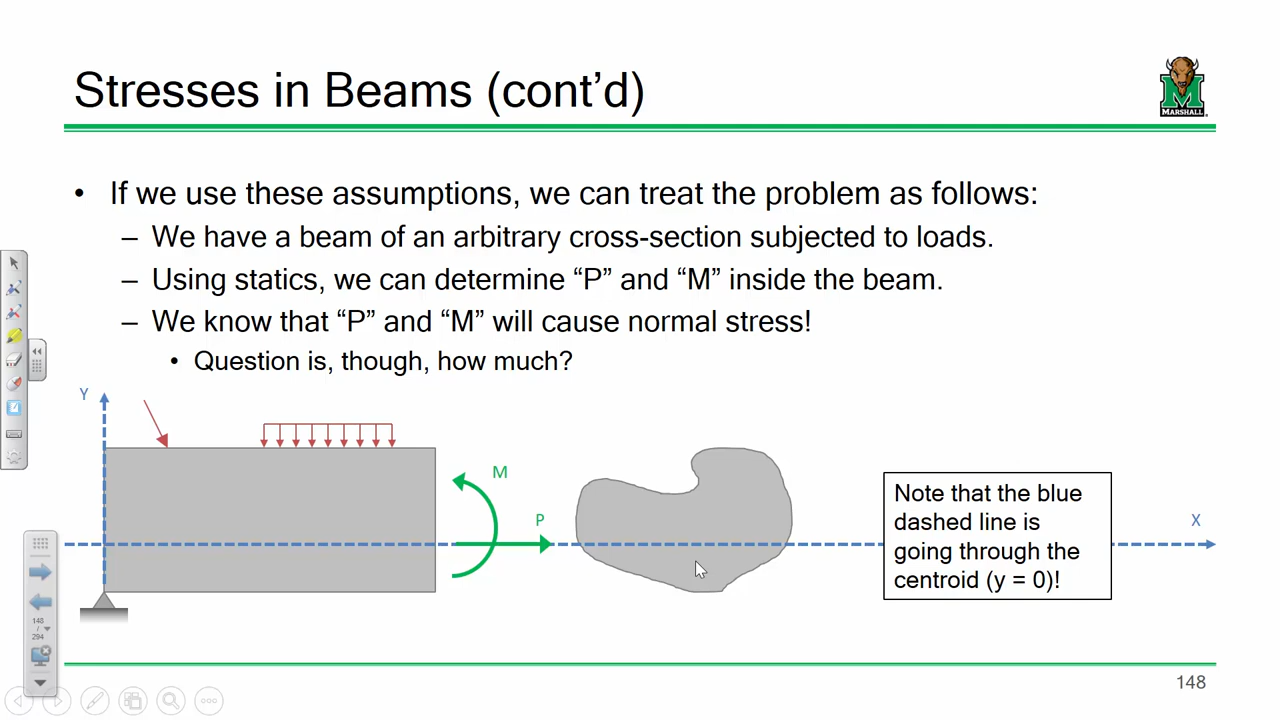 Stresses in Beams (cont’d)
MARSHALL
• If we use these assumptions, we can treat the problem as follows:
– We have a beam of an arbitrary cross-section subjected to loads.
– Using statics, we can determine “P” and “M” inside the beam.
– We know that “P” and “M” will cause normal stress!
• Question is, though, how much?
Y
M
P
X
Note that the blue
dashed line is
going through the
centroid (y = 0)!
148
/
294
148